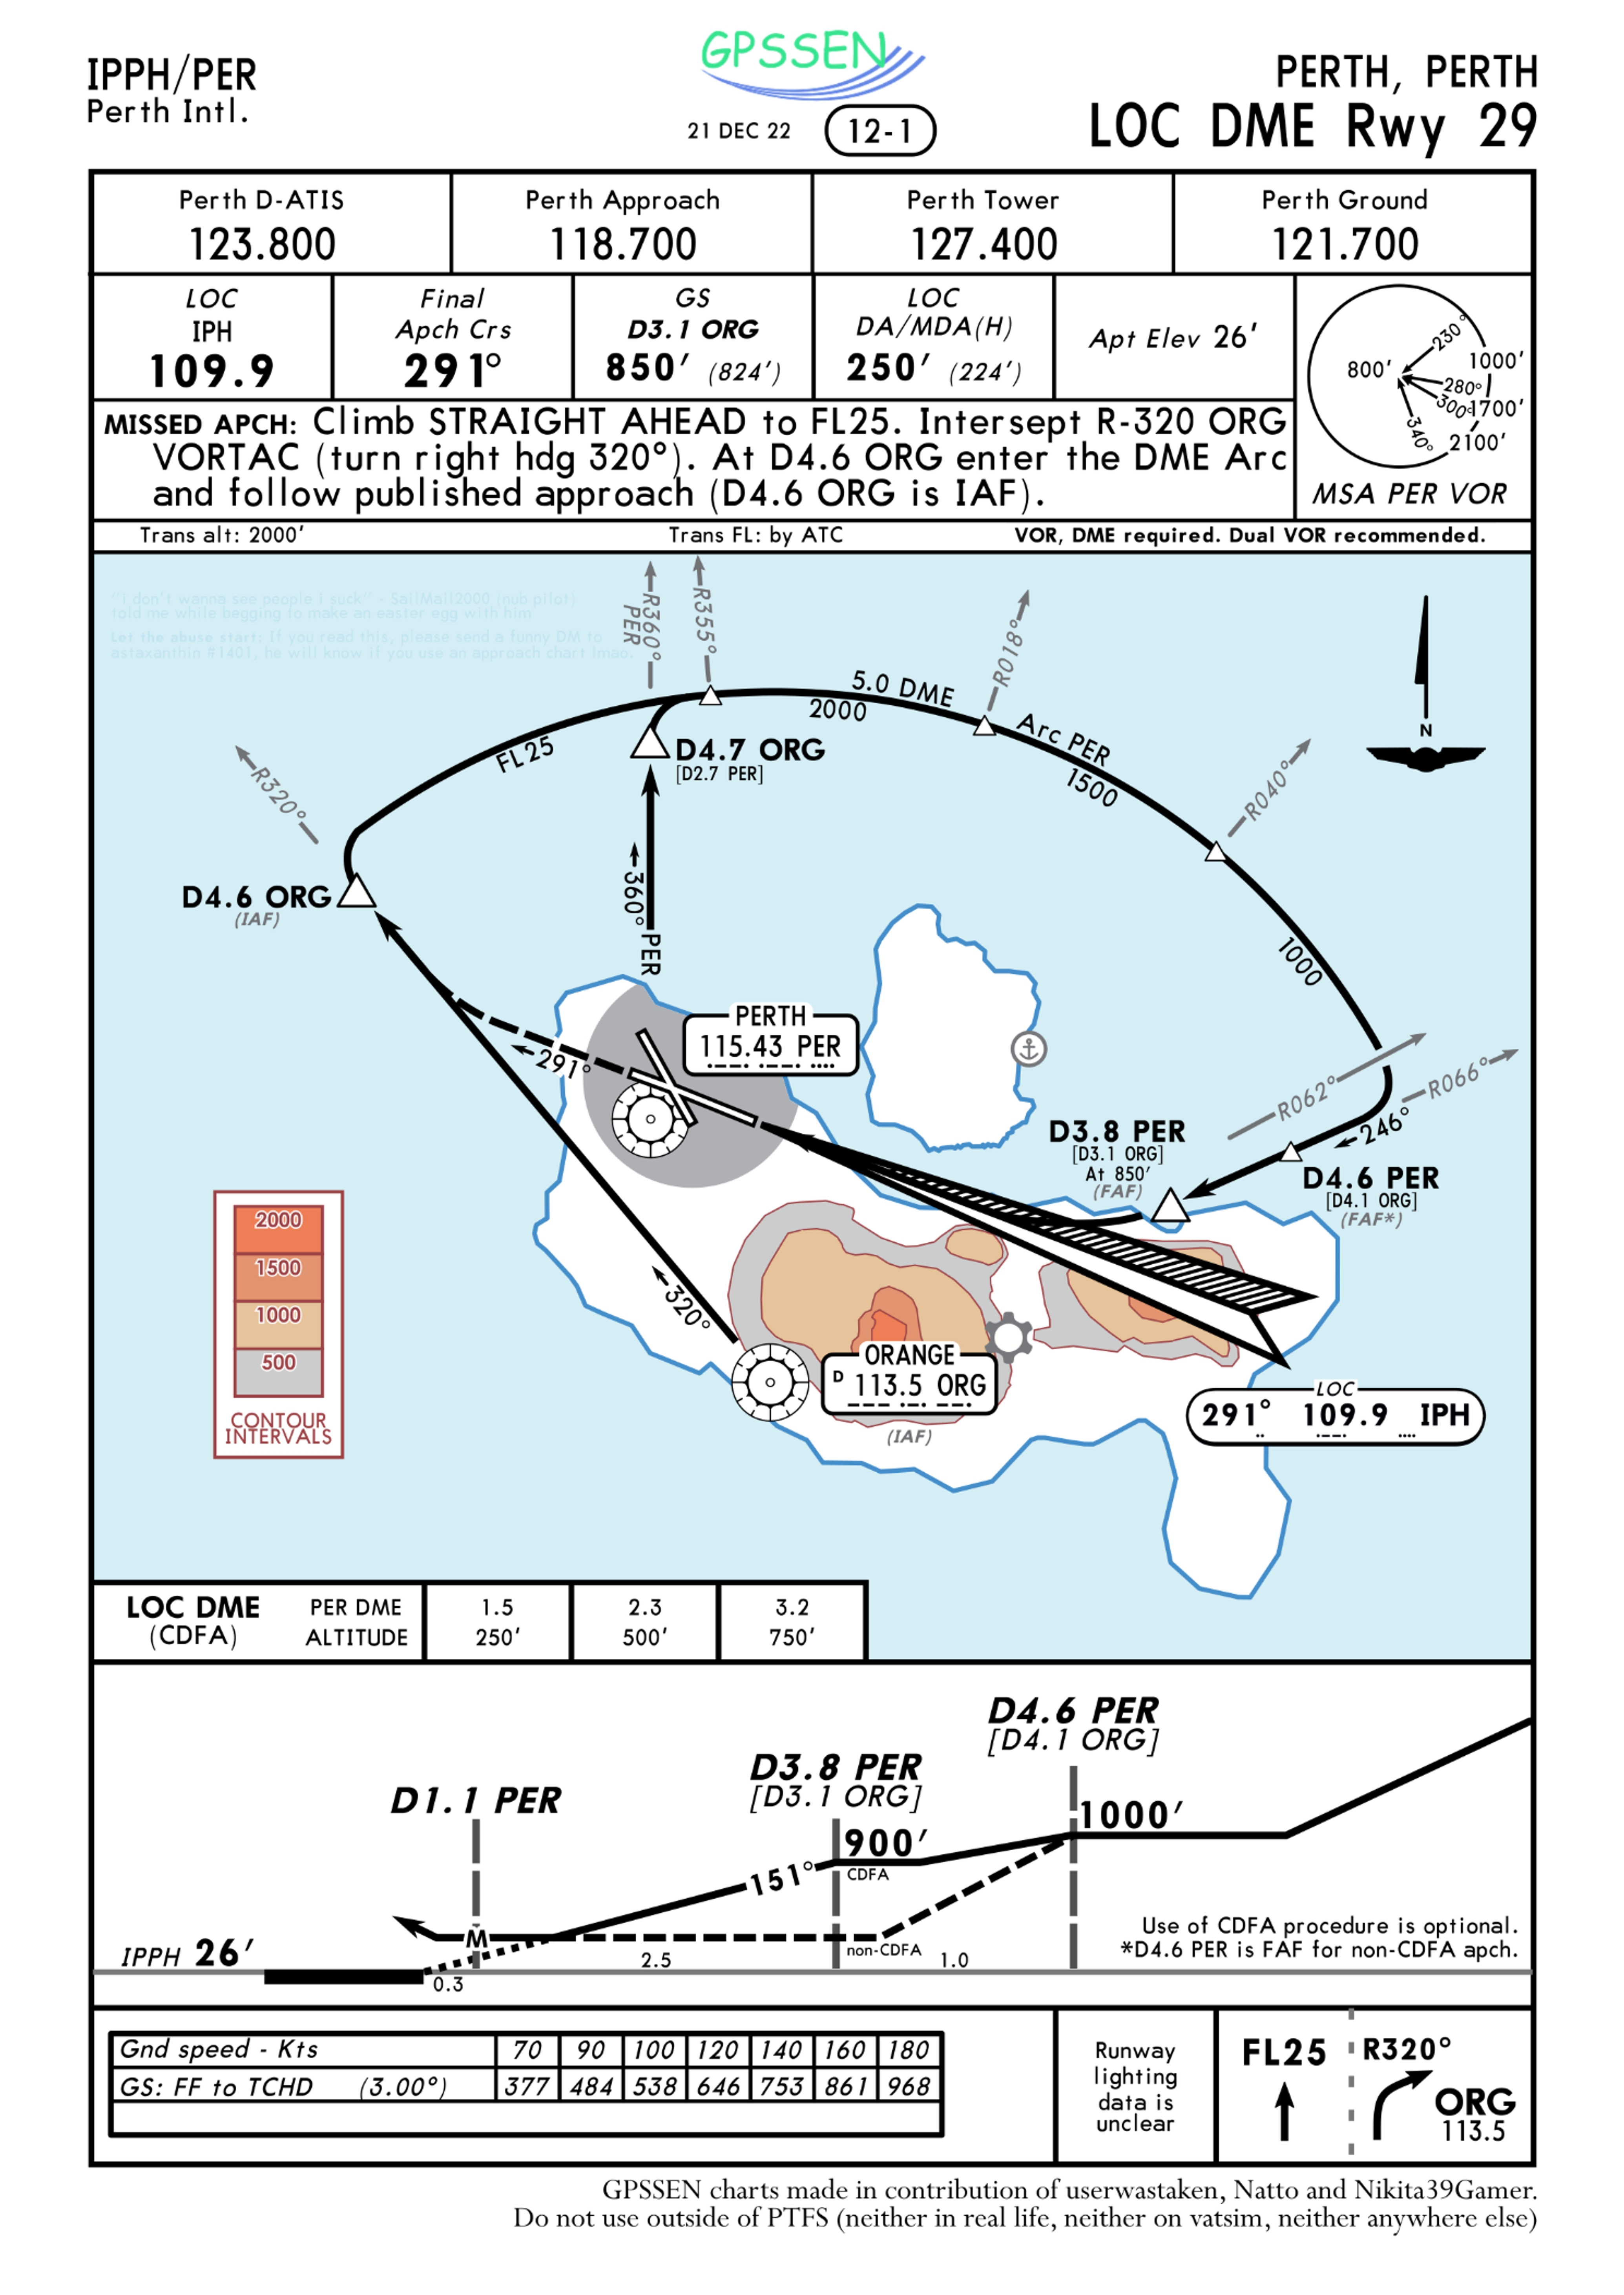 GPSSEN
IPPH/PER
Perth Intl.
21 DEC 22
12-1
PERTH, PERTH
LOC DME Rwy 29
Perth D-ATIS
123.800
Perth Approach
118.700
Perth Tower
127.400
Perth Ground
121.700
LOC
IPH
109.9
Final
Apch Crs
291°
GS
D3.1 ORG
850′ (824′)
LOC
DA/MDA(H)
250′ (224′)
Apt Elev 26′
MISSED APCH: Climb STRAIGHT AHEAD to FL25. Intersept R-320 ORG
VORTAC (turn right hdg 320°). At D4.6 ORG enter the DME Arc
and follow published approach (D4.6 ORG is IAF).
800′
230°
1000′
280°
300°
1700′
340°
2100′
MSA PER VOR
Trans alt: 2000′
Trans FL: by ATC
VOR, DME required. Dual VOR recommended.
"I don't wanna see people I suck" - SailMail2000 (nub pilot)
told me while begging to make an easter egg with him
Let the abuse start: If you read this, please send a funny DM to
astaxanthin #1401, he will know if you use an approach chart lmao.
R360°
PER
R355°
R018°
5.0 DME
2000
Arc PER
1500
FL25
D4.7 ORG
[D2.7 PER]
N
R320°
R040°
D4.6 ORG
(IAF)
360° PER
1000
PERTH
115.43 PER
291°
R062°
R066°
246°
D3.8 PER
[D3.1 ORG]
At 850′
(FAF)
D4.6 PER
[D4.1 ORG]
(FAF*)
2000
1500
1000
500
CONTOUR
INTERVALS
320°
ORANGE
D 113.5 ORG
(IAF)
LOC
291° 109.9 IPH
LOC DME
(CDFA)
PER DME 1.5 2.3 3.2
ALTITUDE 250′ 500′ 750′
D4.6 PER
[D4.1 ORG]
D3.8 PER
[D3.1 ORG]
D1.1 PER
1000′
900′
CDFA
151°
M
IPPH 26′
0.3
2.5
non-CDFA
1.0
Use of CDFA procedure is optional.
*D4.6 PER is FAF for non-CDFA apch.
Gnd speed - Kts 70 90 100 120 140 160 180
GS: FF to TCHD (3.00°) 377 484 538 646 753 861 968
Runway
lighting
data is
unclear
FL25
R320°
ORG
113.5
GPSSEN charts made in contribution of userwastaken, Natto and Nikita39Gamer.
Do not use outside of PTFS (neither in real life, neither on vatsim, neither anywhere else)